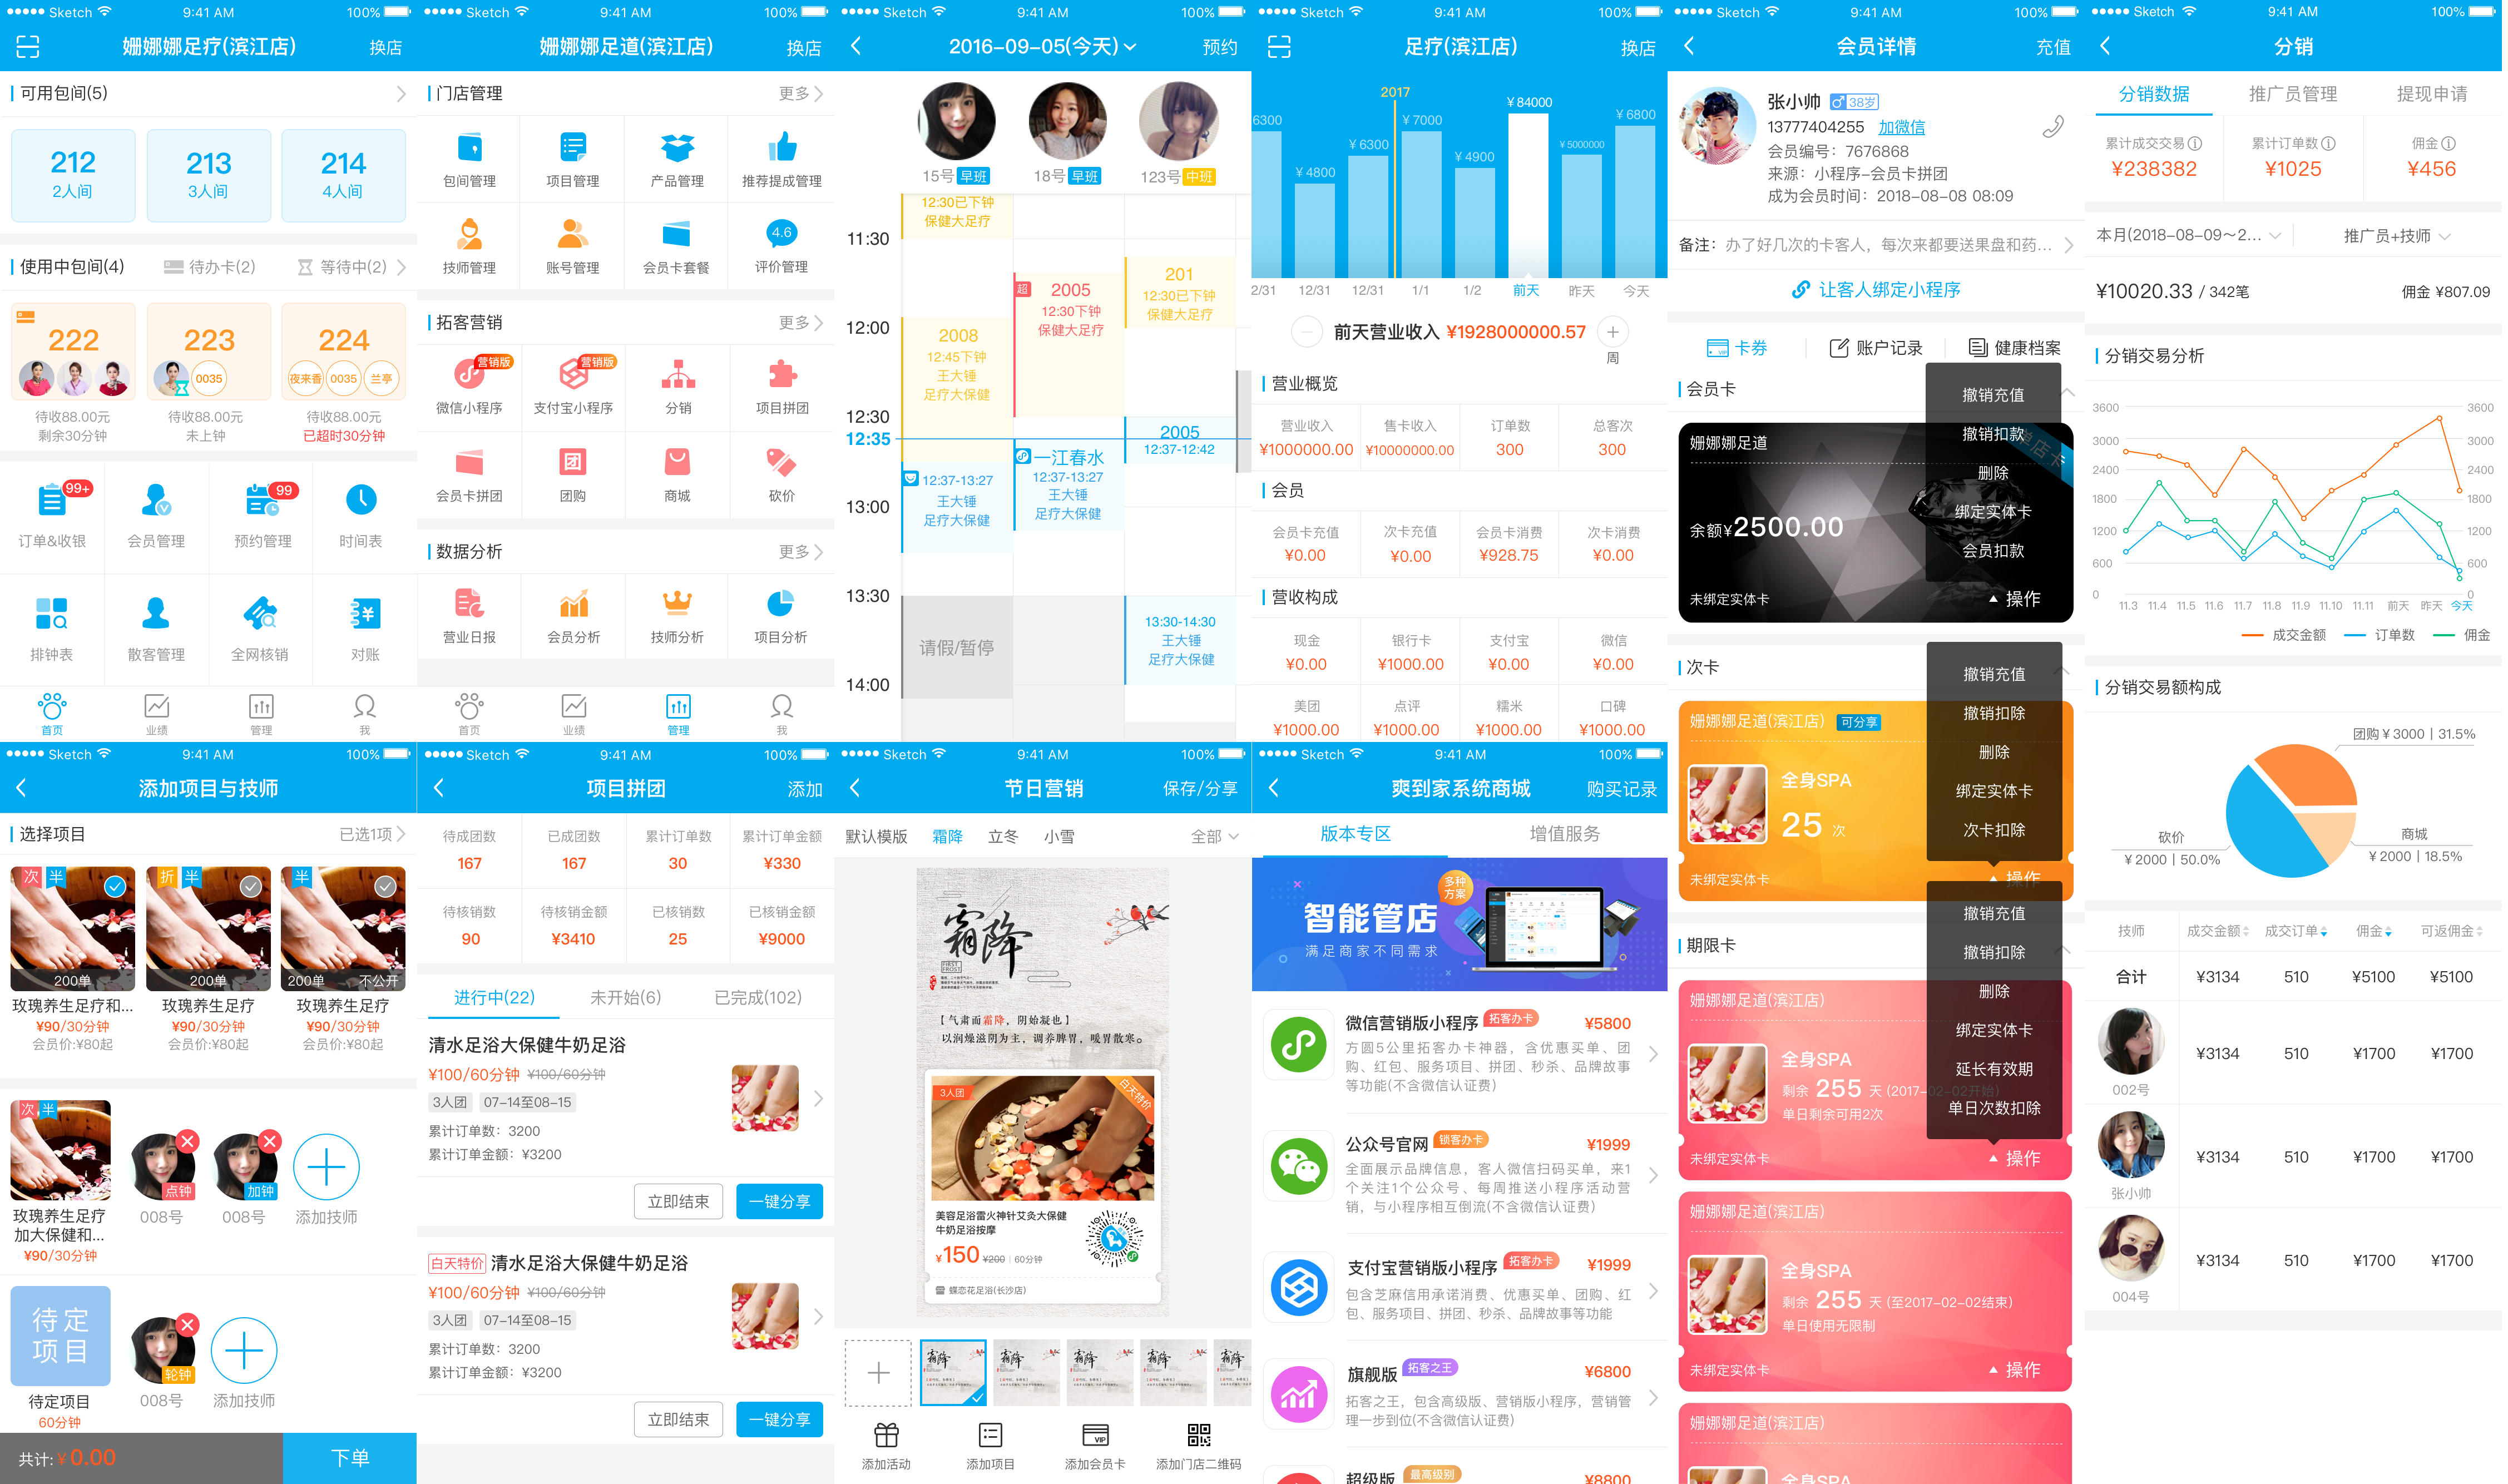 Sketch 9:41 AM 100%
姗娜娜足疗(滨江店) 换店
可用包间(5)
212 213 214
2人间 3人间 4人间
使用中包间(4) 待办卡(2) 等待中(2)
222 223 224
0035 夜来香 0035 兰亭
待收88.00元 待收88.00元 待收88.00元
剩余30分钟 未上钟 已超时30分钟
99+ 99
订单&收银 会员管理 预约管理 时间表
排钟表 散客管理 全网核销 对账
首页 业绩 管理 我
Sketch 9:41 AM 100%
姗娜娜足道(滨江店) 换店
门店管理 更多
包间管理 项目管理 产品管理 推荐提成管理
4.6
技师管理 账号管理 会员卡套餐 评价管理
拓客营销 更多
营销版 营销版
微信小程序 支付宝小程序 分销 项目拼团
团
会员卡拼团 团购 商城 砍价
数据分析 更多
营业日报 会员分析 技师分析 项目分析
首页 业绩 管理 我
Sketch 9:41 AM 100%
2016-09-05(今天) 预约
15号 早班 18号 早班 123号 中班
12:30已下钟
保健大足疗
11:30
201
12:30已下钟
保健大足疗
超 2005
12:30下钟
保健大足疗
12:00
2008
12:45下钟
王大锤
足疗大保健
12:30
12:35
2005
12:37-12:42
一江春水
12:37-13:27
王大锤
足疗大保健
12:37-13:27
王大锤
足疗大保健
13:00
13:30
13:30-14:30
王大锤
足疗大保健
请假/暂停
14:00
Sketch 9:41 AM 100%
足疗(滨江店) 换店
2017
6300 ¥4800 ¥6300 ¥7000 ¥4900 ¥84000 ¥5000000 ¥6800
2/31 12/31 12/31 1/1 1/2 前天 昨天 今天
前天营业收入 ¥1928000000.57
周
营业概览
营业收入 售卡收入 订单数 总客次
¥1000000.00 ¥10000000.00 300 300
会员
会员卡充值 次卡充值 会员卡消费 次卡消费
¥0.00 ¥0.00 ¥928.75 ¥0.00
营收构成
现金 银行卡 支付宝 微信
¥0.00 ¥1000.00 ¥0.00 ¥0.00
美团 点评 糯米 口碑
¥1000.00 ¥1000.00 ¥1000.00 ¥1000.00
Sketch 9:41 AM 100%
会员详情 充值
张小帅 38岁
13777404255 加微信
会员编号：7676868
来源：小程序-会员卡拼团
成为会员时间：2018-08-08 08:09
备注：办了好几次的卡客人，每次来都要送果盘和药...
让客人绑定小程序
卡券 账户记录 健康档案
会员卡
撤销充值
撤销扣款
删除
绑定实体卡
会员扣款
姗娜娜足道
单店卡
余额¥2500.00
未绑定实体卡 操作
次卡
撤销充值
撤销扣除
删除
绑定实体卡
次卡扣除
姗娜娜足道(滨江店) 可分享
全身SPA
25 次
未绑定实体卡 操作
期限卡
撤销充值
撤销扣除
删除
绑定实体卡
延长有效期
单日次数扣除
姗娜娜足道(滨江店)
全身SPA
剩余 255 天 (2017-02-02开始)
单日剩余可用2次
未绑定实体卡 操作
姗娜娜足道(滨江店)
全身SPA
剩余 255 天 (至2017-02-02结束)
单日使用无限制
未绑定实体卡 操作
姗娜娜足道(滨江店)
全身SPA
Sketch 9:41 AM 100%
分销
分销数据 推广员管理 提现申请
累计成交交易 累计订单数 佣金
¥238382 ¥1025 ¥456
本月(2018-08-09～2... 推广员+技师
¥10020.33 / 342笔 佣金 ¥807.09
分销交易分析
3600 3600
3000 3000
2400 2400
1800 1800
1200 1200
600 600
0 0
11.3 11.4 11.5 11.6 11.7 11.8 11.9 11.10 11.11 前天 昨天 今天
成交金额 订单数 佣金
分销交易额构成
团购¥3000 | 31.5%
砍价
¥2000 | 50.0%
商城
¥2000 | 18.5%
技师 成交金额 成交订单 佣金 可返佣金
合计 ¥3134 510 ¥5100 ¥5100
¥3134 510 ¥1700 ¥1700
002号
¥3134 510 ¥1700 ¥1700
张小帅
¥3134 510 ¥1700 ¥1700
004号
Sketch 9:41 AM 100%
添加项目与技师
选择项目 已选1项
次 半 折 半 半
200单 200单 200单 不公开
玫瑰养生足疗和... 玫瑰养生足疗 玫瑰养生足疗
¥90/30分钟 ¥90/30分钟 ¥90/30分钟
会员价:¥80起 会员价:¥80起 会员价:¥80起
次 半
点钟 加钟
玫瑰养生足疗
加大保健和...
¥90/30分钟
008号 008号 添加技师
待定
项目
轮钟
待定项目
60分钟
008号 添加技师
共计:¥0.00 下单
Sketch 9:41 AM 100%
项目拼团 添加
待成团数 已成团数 累计订单数 累计订单金额
167 167 30 ¥330
待核销数 待核销金额 已核销数 已核销金额
90 ¥3410 25 ¥9000
进行中(22) 未开始(6) 已完成(102)
清水足浴大保健牛奶足浴
¥100/60分钟 ¥100/60分钟
3人团 07-14至08-15
累计订单数：3200
累计订单金额：¥3200
立即结束 一键分享
白天特价 清水足浴大保健牛奶足浴
¥100/60分钟 ¥100/60分钟
3人团 07-14至08-15
累计订单数：3200
累计订单金额：¥3200
立即结束 一键分享
Sketch 9:41 AM 100%
节日营销 保存/分享
默认模版 霜降 立冬 小雪 全部
霜降
FIRST
FROST
【气肃而霜降，阴始凝也】
以润燥滋阴为主，调养脾胃，暖胃散寒。
3人团 白天特价
美容足浴雷火神针艾灸大保健
牛奶足浴按摩
¥150 ¥200 | 60分钟
蝶恋花足浴(长沙店)
霜降 霜降 霜降 霜降
添加活动 添加项目 添加会员卡 添加门店二维码
VIP
Sketch 9:41 AM 100%
爽到家系统商城 购买记录
版本专区 增值服务
多种
方案
智能管店
满足商家不同需求
微信营销版小程序 拓客办卡 ¥5800
方圆5公里拓客办卡神器，含优惠买单、团
购、红包、服务项目、拼团、秒杀、品牌故事
等功能(不含微信认证费)
公众号官网 锁客办卡 ¥1999
全面展示品牌信息，客人微信扫码买单，来1
个关注1个公众号、每周推送小程序活动营
销，与小程序相互倒流(不含微信认证费)
支付宝营销版小程序 拓客办卡 ¥1999
包含芝麻信用承诺消费、优惠买单、团购、红
包、服务项目、拼团、秒杀、品牌故事等功能
旗舰版 拓客之王 ¥6800
拓客之王，包含高级版、营销版小程序，营销管
理一步到位(不含微信认证费)
超级版 最高级别 ¥8800